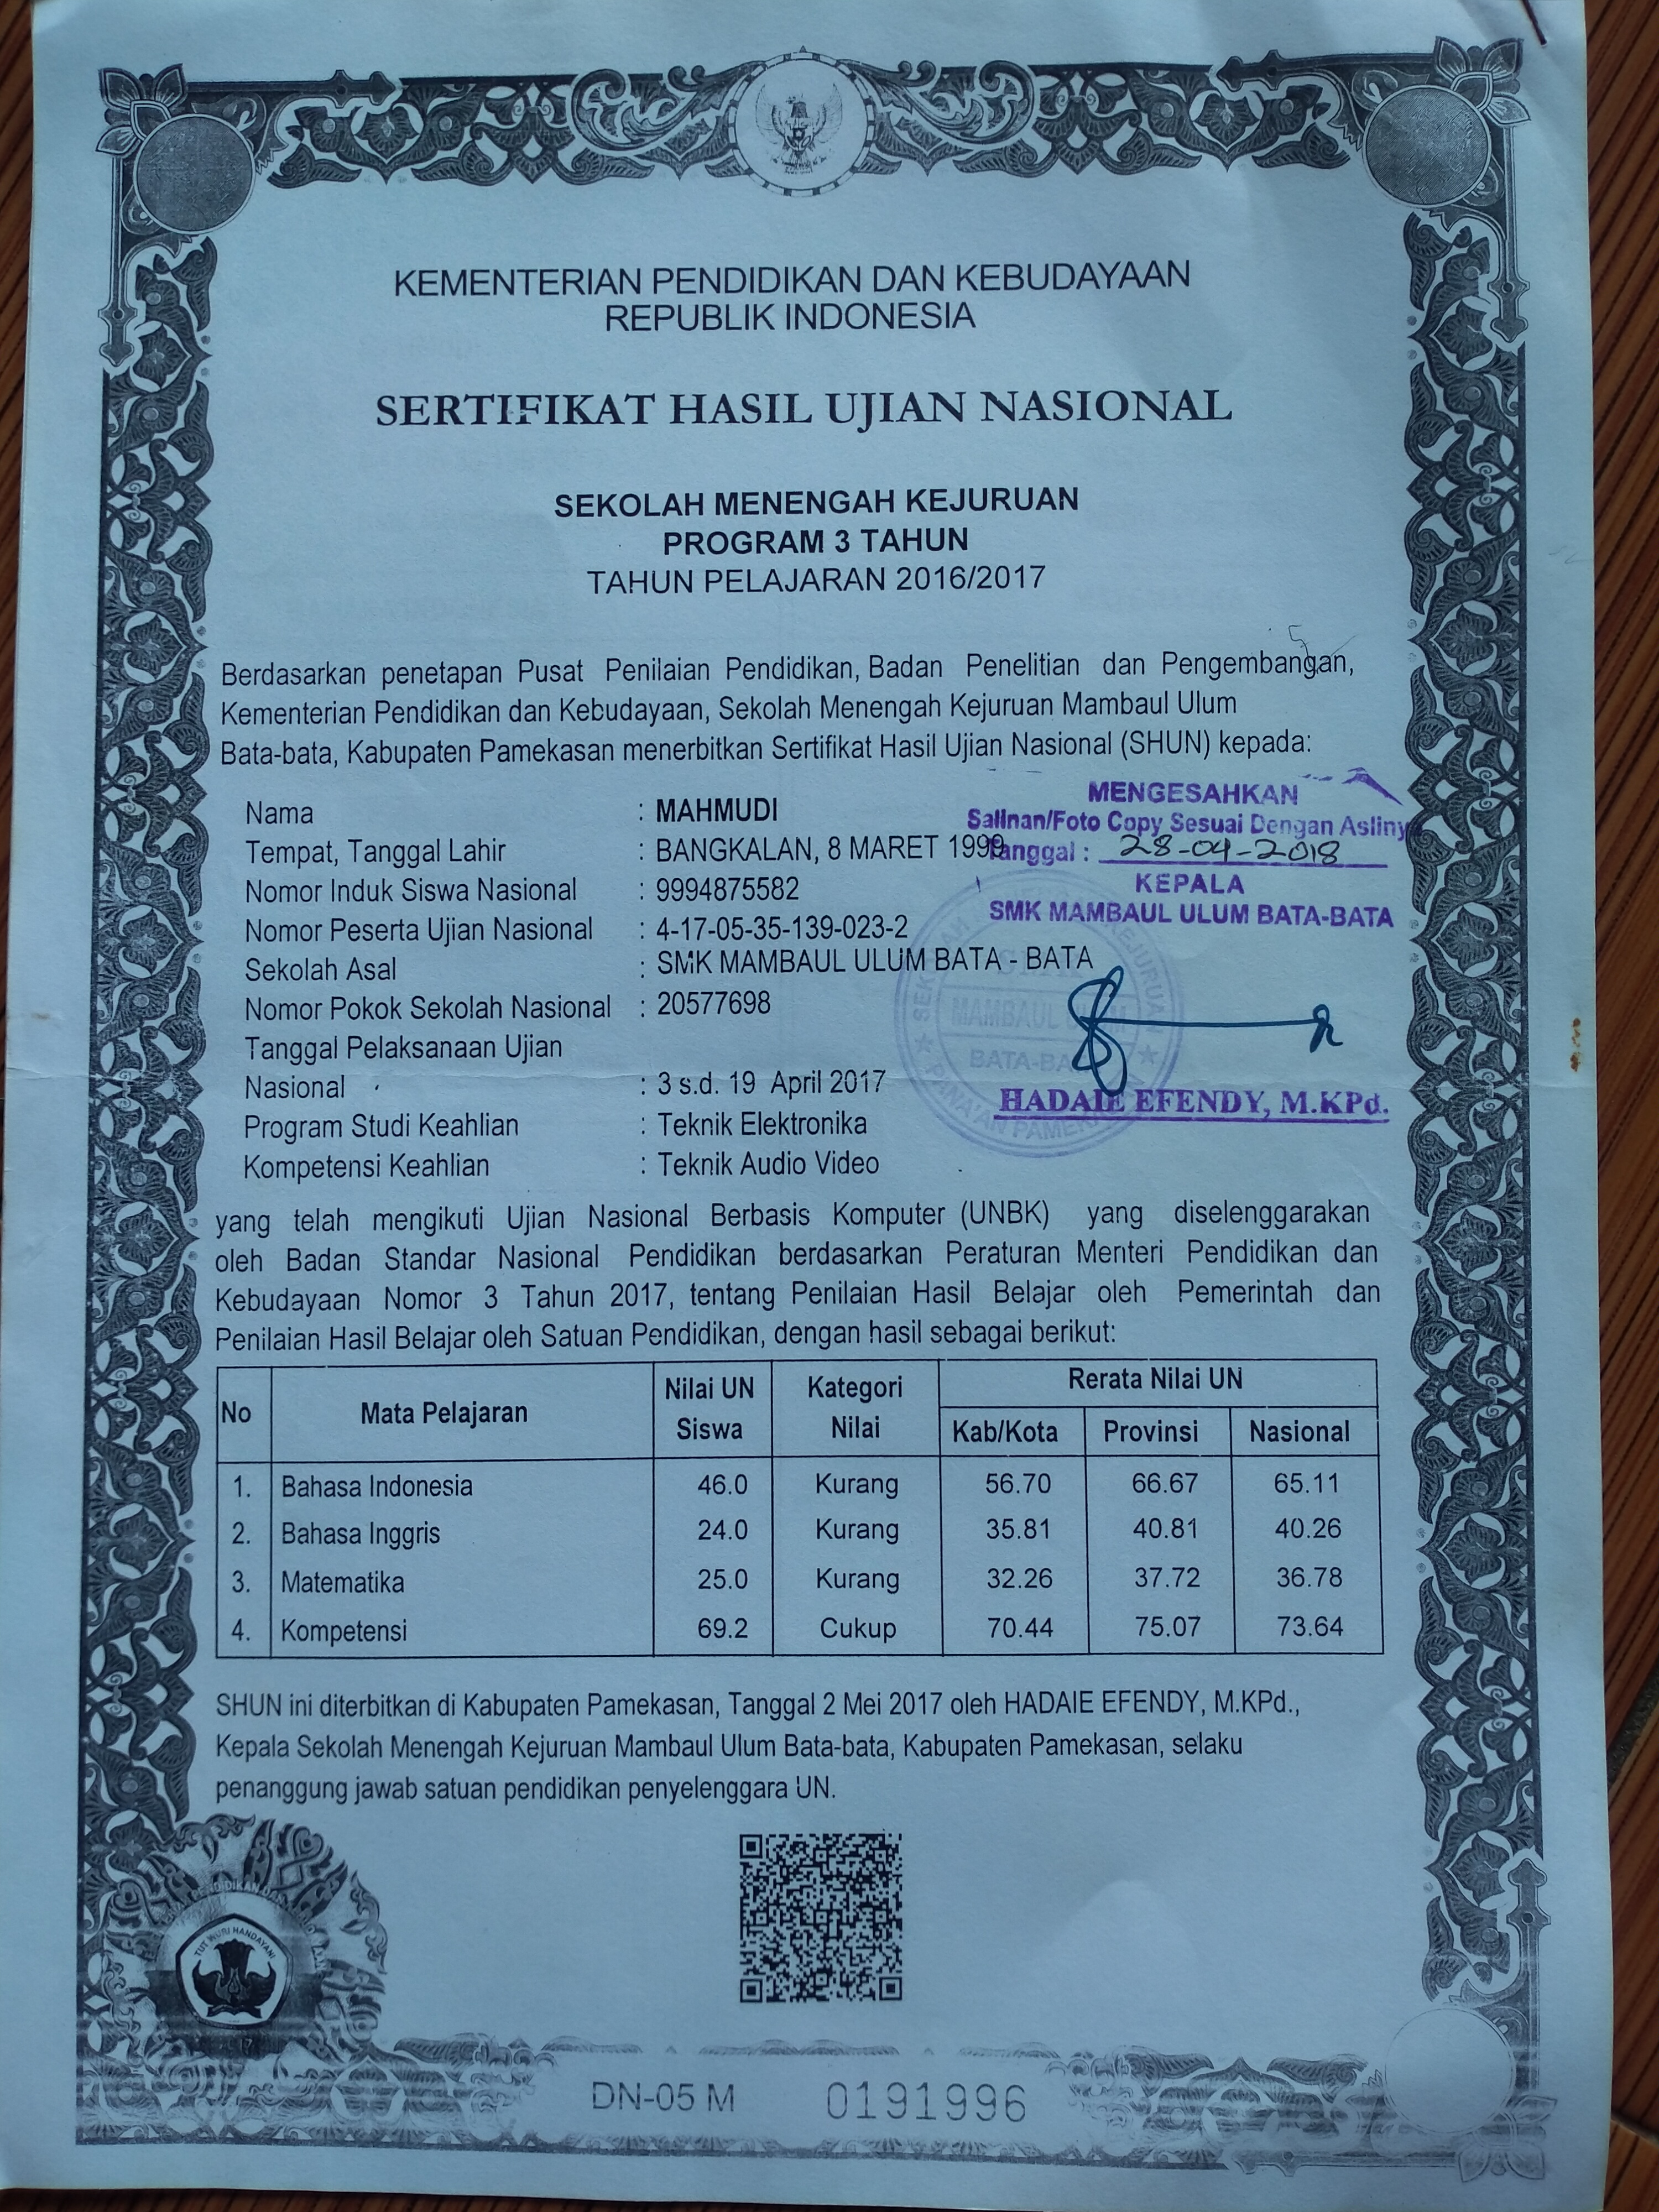 KEMENTERIAN PENDIDIKAN DAN KEBUDAYAAN
REPUBLIK INDONESIA
SERTIFIKAT HASIL UJIAN NASIONAL
SEKOLAH MENENGAH KEJURUAN
PROGRAM 3 TAHUN
TAHUN PELAJARAN 2016/2017
Berdasarkan penetapan Pusat Penilaian Pendidikan, Badan Penelitian dan Pengembangan,
Kementerian Pendidikan dan Kebudayaan, Sekolah Menengah Kejuruan Mambaul Ulum
Bata-bata, Kabupaten Pamekasan menerbitkan Sertifikat Hasil Ujian Nasional (SHUN) kepada:
Nama : MAHMUDI
Tempat, Tanggal Lahir : BANGKALAN, 8 MARET 1999
Nomor Induk Siswa Nasional : 9994875582
Nomor Peserta Ujian Nasional : 4-17-05-35-139-023-2
Sekolah Asal : SMK MAMBAUL ULUM BATA - BATA
Nomor Pokok Sekolah Nasional : 20577698
Tanggal Pelaksanaan Ujian
Nasional : 3 s.d. 19 April 2017
Program Studi Keahlian : Teknik Elektronika
Kompetensi Keahlian : Teknik Audio Video
MENGESAHKAN
Salinan/Foto Copy Sesuai Dengan Asliny
Tanggal : 28-04-2018
KEPALA
SMK MAMBAUL ULUM BATA-BATA
MAMBAUL ULUM
BATA-BA
HADAIE EFENDY, M.KPd.
yang telah mengikuti Ujian Nasional Berbasis Komputer (UNBK) yang diselenggarakan
oleh Badan Standar Nasional Pendidikan berdasarkan Peraturan Menteri Pendidikan dan
Kebudayaan Nomor 3 Tahun 2017, tentang Penilaian Hasil Belajar oleh Pemerintah dan
Penilaian Hasil Belajar oleh Satuan Pendidikan, dengan hasil sebagai berikut:
No Mata Pelajaran Nilai UN Siswa Kategori Nilai Rerata Nilai UN
Kab/Kota Provinsi Nasional
1. Bahasa Indonesia 46.0 Kurang 56.70 66.67 65.11
2. Bahasa Inggris 24.0 Kurang 35.81 40.81 40.26
3. Matematika 25.0 Kurang 32.26 37.72 36.78
4. Kompetensi 69.2 Cukup 70.44 75.07 73.64
SHUN ini diterbitkan di Kabupaten Pamekasan, Tanggal 2 Mei 2017 oleh HADAIE EFENDY, M.KPd.,
Kepala Sekolah Menengah Kejuruan Mambaul Ulum Bata-bata, Kabupaten Pamekasan, selaku
penanggung jawab satuan pendidikan penyelenggara UN.
TUT WURI HANDAYANI
DN-05 M 0191996